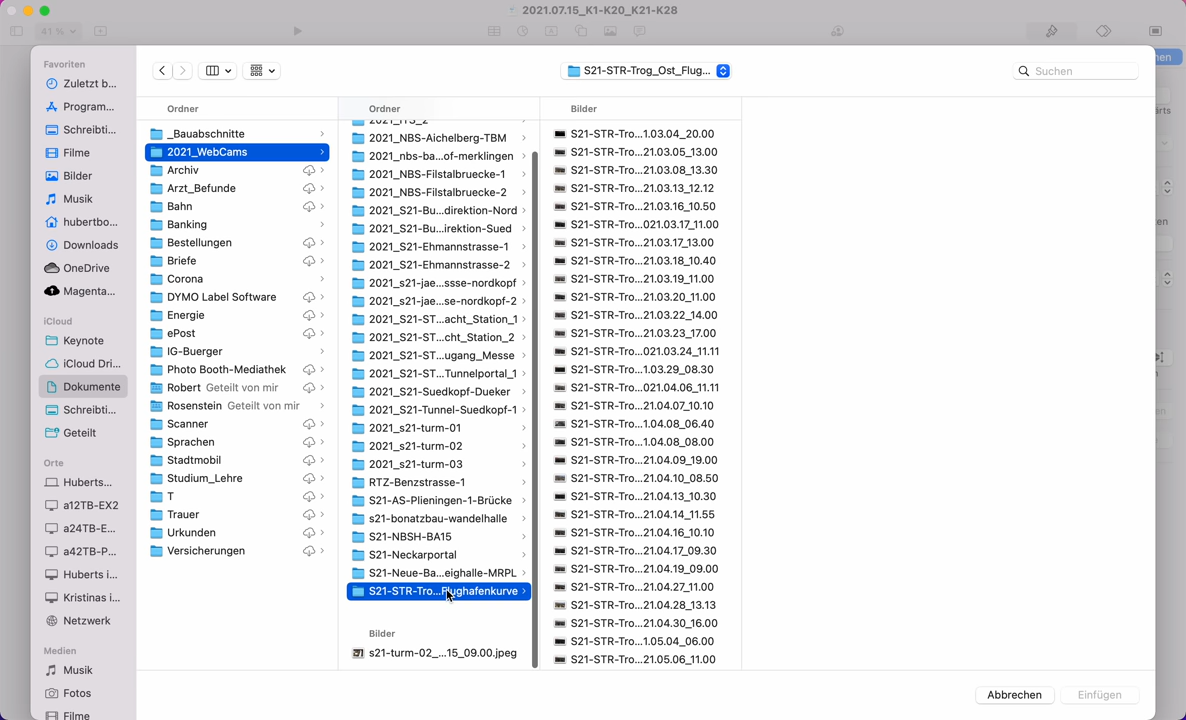 2021.07.15_K1-K20_K21-K28
41 %
Favoriten
Zuletzt b...
Program...
Schreibti...
Filme
Bilder
Musik
hubertbo...
Downloads
OneDrive
Magenta...
iCloud
Keynote
iCloud Dri...
Dokumente
Schreibti...
Geteilt
Orte
Huberts...
a12TB-EX2
a24TB-E...
a42TB-P...
Huberts i...
Kristinas i...
Netzwerk
Medien
Musik
Fotos
Filme
S21-STR-Trog_Ost_Flug...
Suchen
Ordner
_Bauabschnitte
2021_WebCams
Archiv
Arzt_Befunde
Bahn
Banking
Bestellungen
Briefe
Corona
DYMO Label Software
Energie
ePost
IG-Buerger
Photo Booth-Mediathek
Robert Geteilt von mir
Rosenstein Geteilt von mir
Scanner
Sprachen
Stadtmobil
Studium_Lehre
T
Trauer
Urkunden
Versicherungen
Ordner
2021_NBS-Aichelberg-TBM
2021_nbs-ba...of-merklingen
2021_NBS-Filstalbruecke-1
2021_NBS-Filstalbruecke-2
2021_S21-Bu...direktion-Nord
2021_S21-Bu...irektion-Sued
2021_S21-Ehmannstrasse-1
2021_S21-Ehmannstrasse-2
2021_s21-jae...ssse-nordkopf
2021_s21-jae...se-nordkopf-2
2021_S21-ST...acht_Station_1
2021_S21-ST...cht_Station_2
2021_S21-ST...ugang_Messe
2021_S21-ST...Tunnelportal_1
2021_S21-Suedkopf-Dueker
2021_S21-Tunnel-Suedkopf-1
2021_s21-turm-01
2021_s21-turm-02
2021_s21-turm-03
RTZ-Benzstrasse-1
S21-AS-Plieningen-1-Brücke
s21-bonatzbau-wandelhalle
S21-NBSH-BA15
S21-Neckarportal
S21-Neue-Ba...eighalle-MRPL
S21-STR-Tro...Flughafenkurve
Bilder
s21-turm-02_...15_09.00.jpeg
Bilder
S21-STR-Tro...1.03.04_20.00
S21-STR-Tro...21.03.05_13.00
S21-STR-Tro...21.03.08_13.30
S21-STR-Tro...21.03.13_12.12
S21-STR-Tro...21.03.16_10.50
S21-STR-Tro...021.03.17_11.00
S21-STR-Tro...21.03.17_13.00
S21-STR-Tro...21.03.18_10.40
S21-STR-Tro...21.03.19_11.00
S21-STR-Tro...21.03.20_11.00
S21-STR-Tro...21.03.22_14.00
S21-STR-Tro...21.03.23_17.00
S21-STR-Tro...021.03.24_11.11
S21-STR-Tro...1.03.29_08.30
S21-STR-Tro...021.04.06_11.11
S21-STR-Tro...21.04.07_10.10
S21-STR-Tro...1.04.08_06.40
S21-STR-Tro...1.04.08_08.00
S21-STR-Tro...21.04.09_19.00
S21-STR-Tro...21.04.10_08.50
S21-STR-Tro...21.04.13_10.30
S21-STR-Tro...21.04.14_11.55
S21-STR-Tro...21.04.16_10.10
S21-STR-Tro...21.04.17_09.30
S21-STR-Tro...21.04.19_09.00
S21-STR-Tro...21.04.27_11.00
S21-STR-Tro...21.04.28_13.13
S21-STR-Tro...21.04.30_16.00
S21-STR-Tro...1.05.04_06.00
S21-STR-Tro...21.05.06_11.00
Abbrechen
Einfügen